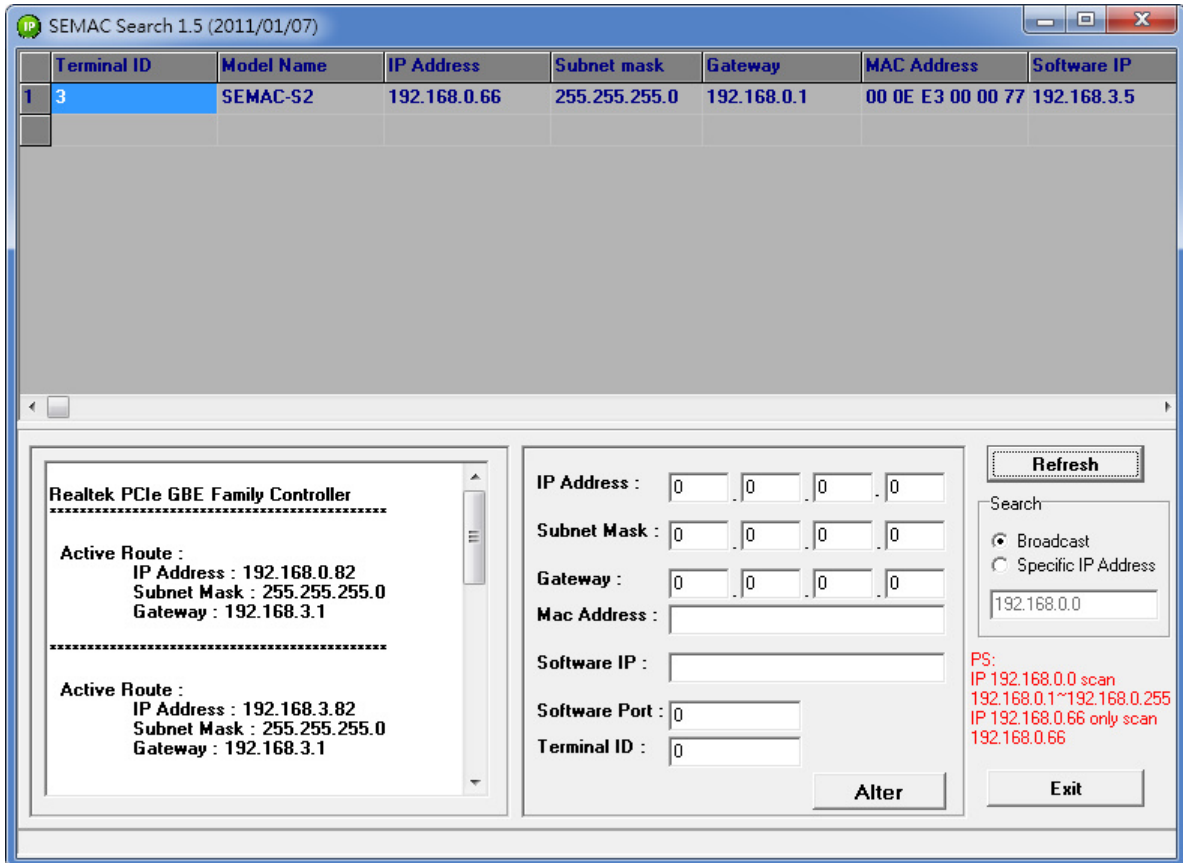 IP SEMAC Search 1.5 (2011/01/07)
Terminal ID Model Name IP Address Subnet mask Gateway MAC Address Software IP
1 3 SEMAC-S2 192.168.0.66 255.255.255.0 192.168.0.1 00 0E E3 00 00 77 192.168.3.5
Realtek PCIe GBE Family Controller
*********************************************
Active Route :
IP Address : 192.168.0.82
Subnet Mask : 255.255.255.0
Gateway : 192.168.3.1
*********************************************
Active Route :
IP Address : 192.168.3.82
Subnet Mask : 255.255.255.0
Gateway : 192.168.3.1
IP Address : 0 . 0 . 0 . 0
Subnet Mask : 0 . 0 . 0 . 0
Gateway : 0 . 0 . 0 . 0
Mac Address :
Software IP :
Software Port : 0
Terminal ID : 0
Alter
Refresh
Search
Broadcast
Specific IP Address
192.168.0.0
PS:
IP 192.168.0.0 scan
192.168.0.1~192.168.0.255
IP 192.168.0.66 only scan
192.168.0.66
Exit